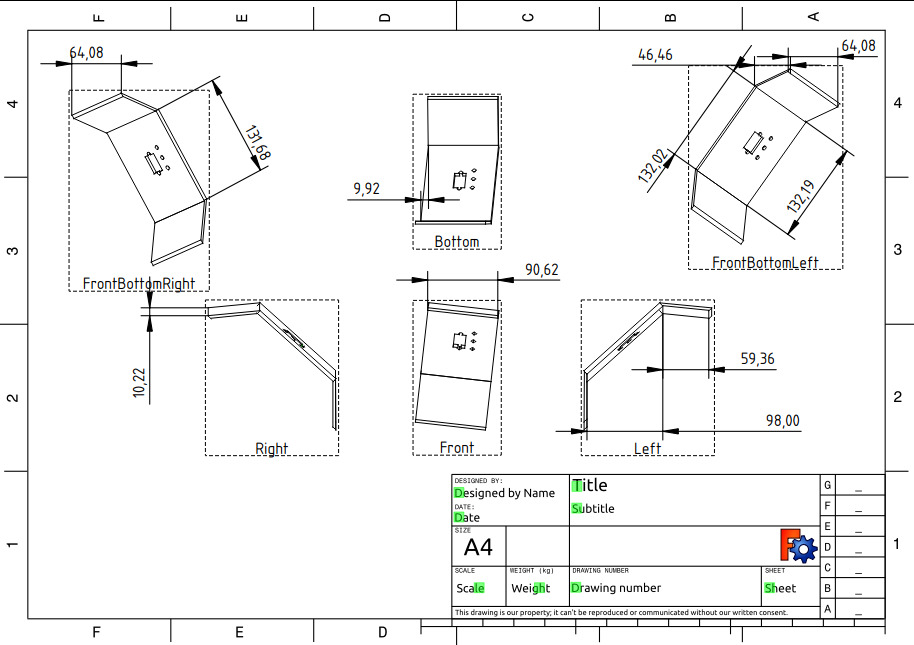 F E D C B A
64,08
46,46
64,08
4
4
131,68
132,02
132,19
9,92
Bottom
3
3
FrontBottomRight
FrontBottomLeft
90,62
10,22
59,36
2
2
98,00
Right
Front
Left
DESIGNED BY:
Designed by Name
Title
G _
DATE:
Date
Subtitle
F _
SIZE
A4
E _
1
1
D _
SCALE
WEIGHT (kg)
DRAWING NUMBER
SHEET
C _
Scale
Weight
Drawing number
Sheet
B _
This drawing is our property; it can't be reproduced or communicated without our written consent.
A _
F E D C B A